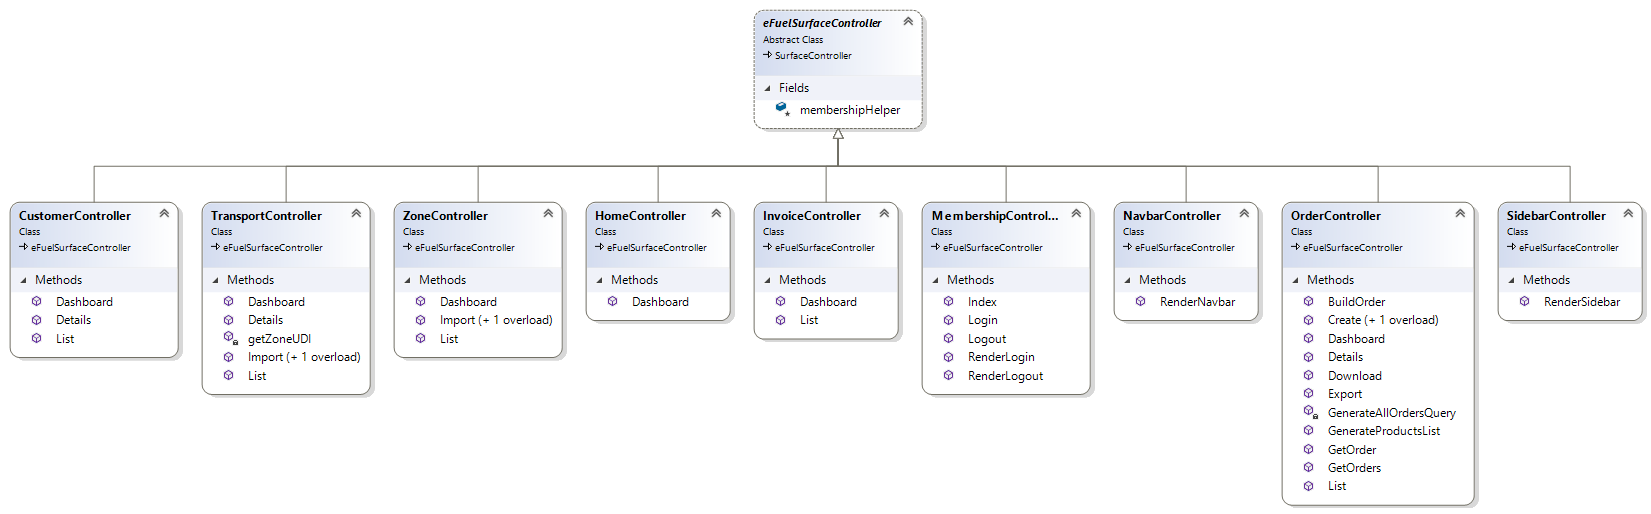 eFuelSurfaceController
Abstract Class
SurfaceController
Fields
membershipHelper
CustomerController
Class
eFuelSurfaceController
Methods
Dashboard
Details
List
TransportController
Class
eFuelSurfaceController
Methods
Dashboard
Details
getZoneUDI
Import (+ 1 overload)
List
ZoneController
Class
eFuelSurfaceController
Methods
Dashboard
Import (+ 1 overload)
List
HomeController
Class
eFuelSurfaceController
Methods
Dashboard
InvoiceController
Class
eFuelSurfaceController
Methods
Dashboard
List
MembershipControl...
Class
eFuelSurfaceController
Methods
Index
Login
Logout
RenderLogin
RenderLogout
NavbarController
Class
eFuelSurfaceController
Methods
RenderNavbar
OrderController
Class
eFuelSurfaceController
Methods
BuildOrder
Create (+ 1 overload)
Dashboard
Details
Download
Export
GenerateAllOrdersQuery
GenerateProductsList
GetOrder
GetOrders
List
SidebarController
Class
eFuelSurfaceController
Methods
RenderSidebar